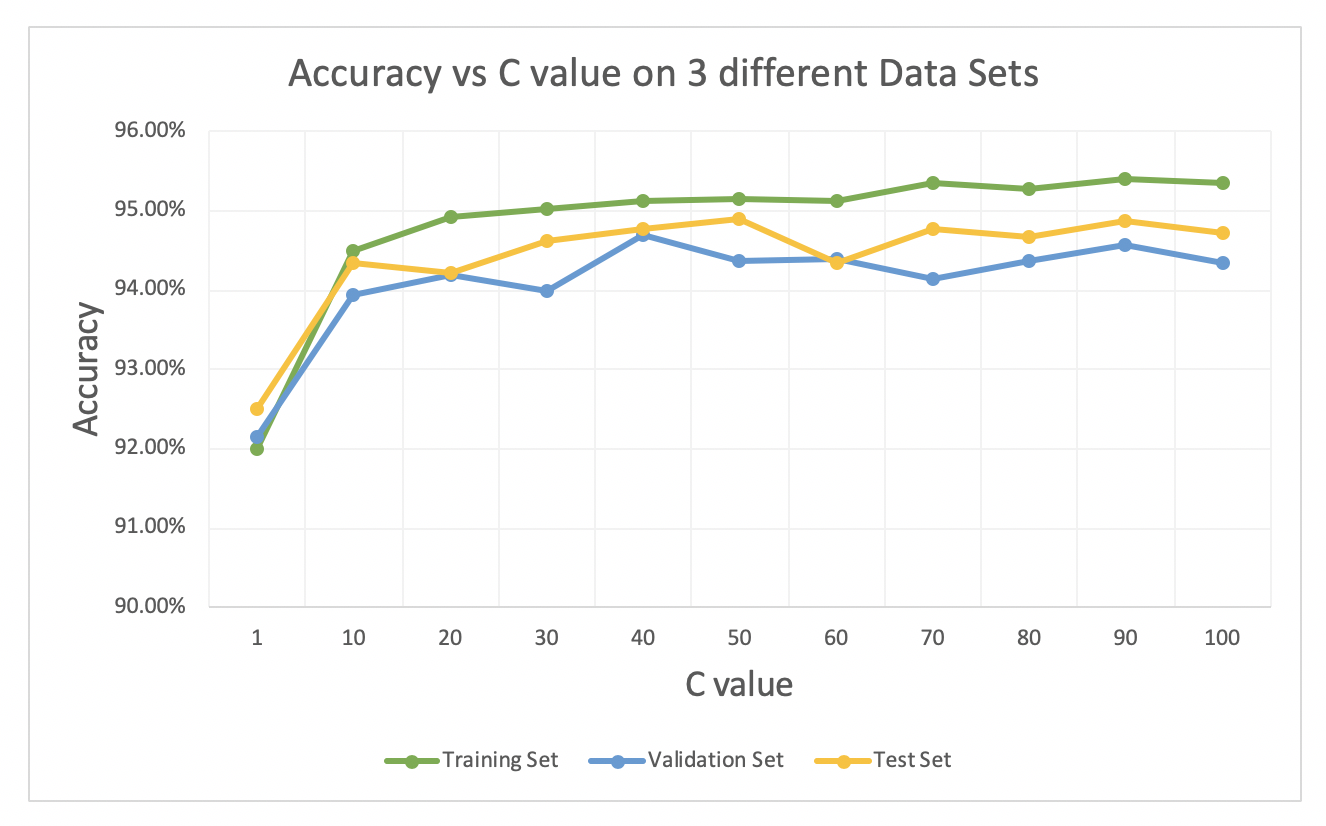 Accuracy vs C value on 3 different Data Sets
96.00%
95.00%
94.00%
93.00%
92.00%
91.00%
90.00%
Accuracy
1 10 20 30 40 50 60 70 80 90 100
C value
Training Set Validation Set Test Set